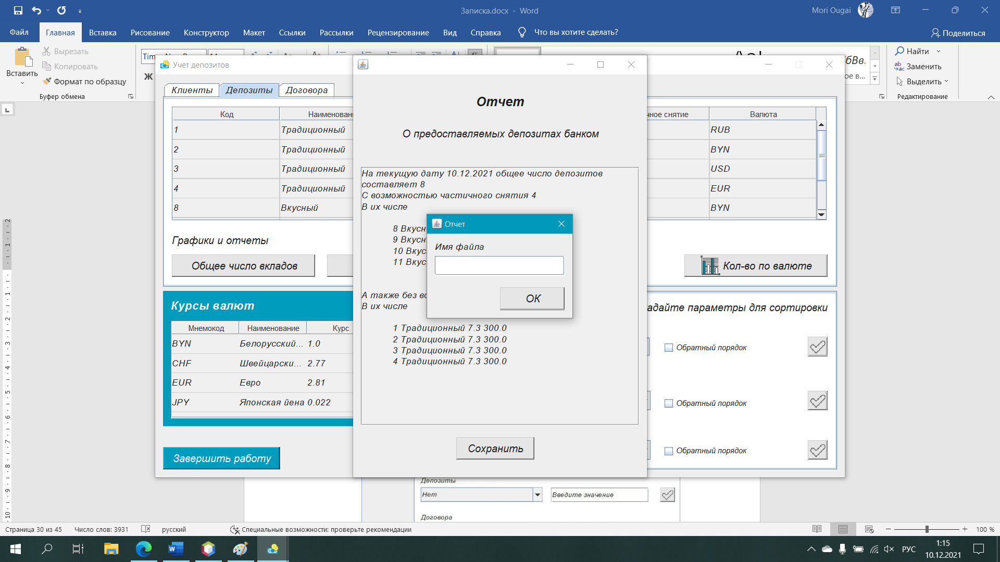 Записка.docx - Word
Mori Ougai
Файл Главная Вставка Рисование Конструктор Макет Ссылки Рассылки Рецензирование Вид Справка Что вы хотите сделать? Поделиться
Вставить
Вырезать
Копировать
Формат по образцу
Буфер обмена
Ж
Найти
Заменить
Выделить
Редактирование
Учет депозитов
Клиенты Депозиты Договора
Код Валюта
1 Традиционный RUB
2 Традиционный BYN
3 Традиционный USD
4 Традиционный EUR
8 Вкусный BYN
Графики и отчеты
Общее число вкладов
Кол-во по валюте
Курсы валют
Мнемокод Наименование Курс
BYN Белорусский... 1.0
CHF Швейцарски... 2.77
EUR Евро 2.81
JPY Японская йена 0.022
Завершить работу
параметры для сортировки
Обратный порядок
Обратный порядок
Обратный порядок
Отчет
О предоставляемых депозитах банком
На текущую дату 10.12.2021 общее число депозитов
составляет 8
С возможностью частичного снятия 4
В их числе
8 Вкусн
9 Вкусн
10 Вкус
11 Вкус
А также без
В их числе
1 Традиционный 7.3 300.0
2 Традиционный 7.3 300.0
3 Традиционный 7.3 300.0
4 Традиционный 7.3 300.0
Сохранить
Отчет
Имя файла
ОК
Депозиты
Нет
Введите значение
Договора
Страница 30 из 45 Число слов: 3931 русский Специальные возможности: проверьте рекомендации 100 %
РУС
1:15
10.12.2021